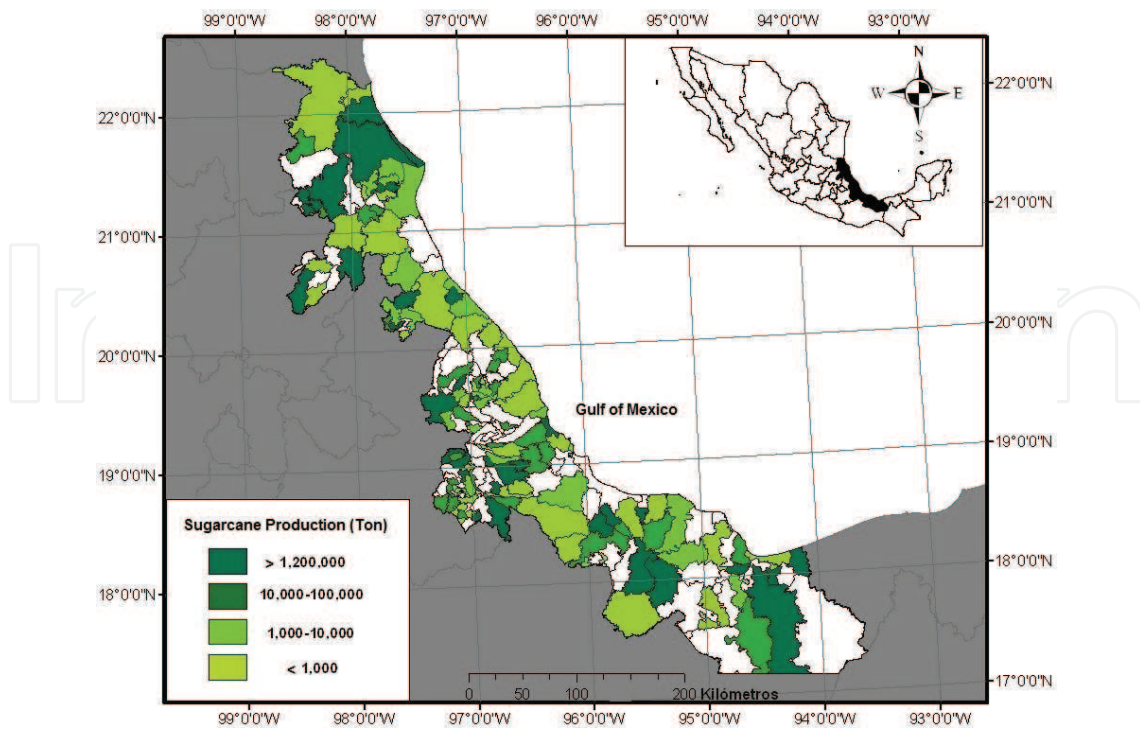 99°0'0"W 98°0'0"W 97°0'0"W 96°0'0"W 95°0'0"W 94°0'0"W 93°0'0"W
N
W E
S
22°0'0"N 22°0'0"N
21°0'0"N 21°0'0"N
20°0'0"N 20°0'0"N
Gulf of Mexico
19°0'0"N 19°0'0"N
Sugarcane Production (Ton)
> 1,200,000
10,000-100,000
1,000-10,000
< 1,000
18°0'0"N 18°0'0"N
17°0'0"N
0 50 100 200 Kilómetros
99°0'0"W 98°0'0"W 97°0'0"W 96°0'0"W 95°0'0"W 94°0'0"W 93°0'0"W